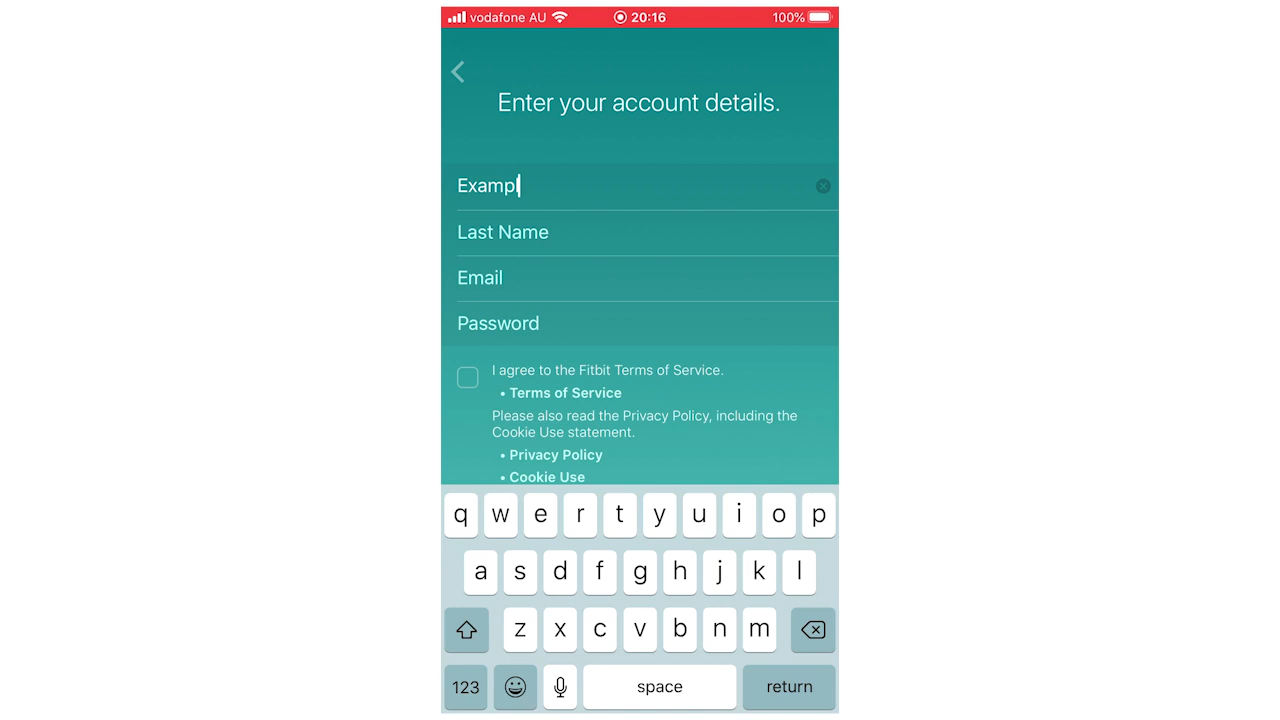 vodafone AU 20:16 100%
Enter your account details.
Exampl
Last Name
Email
Password
I agree to the Fitbit Terms of Service.
• Terms of Service
Please also read the Privacy Policy, including the
Cookie Use statement.
• Privacy Policy
• Cookie Use
q w e r t y u i o p
a s d f g h j k l
z x c v b n m
123 space return